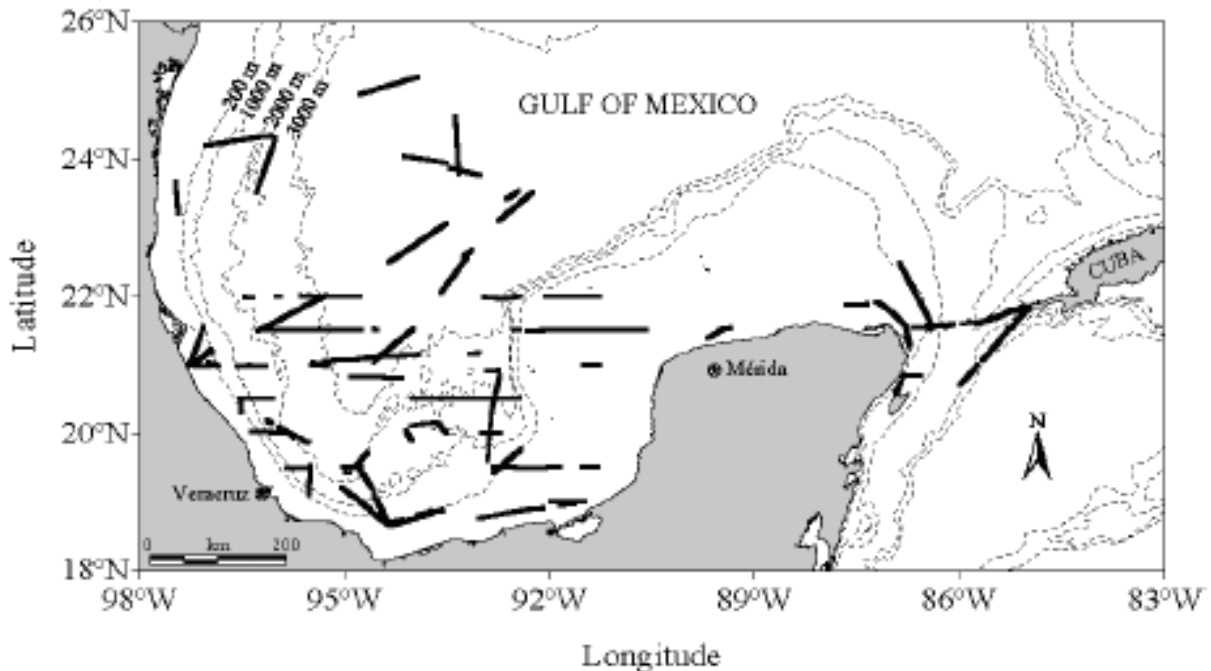 26°N
24°N
22°N
20°N
18°N
Latitude
200 m
1000 m
2000 m
3000 m
GULF OF MEXICO
CUBA
Mérida
Veracruz
N
0 km 200
98°W 95°W 92°W 89°W 86°W 83°W
Longitude